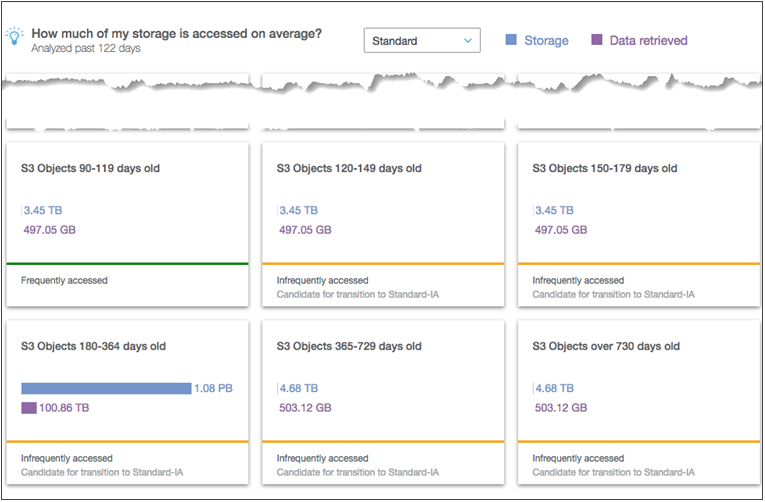 How much of my storage is accessed on average?
Analyzed past 122 days
Standard
Storage
Data retrieved
S3 Objects 90-119 days old
3.45 TB
497.05 GB
Frequently accessed
S3 Objects 120-149 days old
3.45 TB
497.05 GB
Infrequently accessed
Candidate for transition to Standard-IA
S3 Objects 150-179 days old
3.45 TB
497.05 GB
Infrequently accessed
Candidate for transition to Standard-IA
S3 Objects 180-364 days old
1.08 PB
100.86 TB
Infrequently accessed
Candidate for transition to Standard-IA
S3 Objects 365-729 days old
4.68 TB
503.12 GB
Infrequently accessed
Candidate for transition to Standard-IA
S3 Objects over 730 days old
4.68 TB
503.12 GB
Infrequently accessed
Candidate for transition to Standard-IA